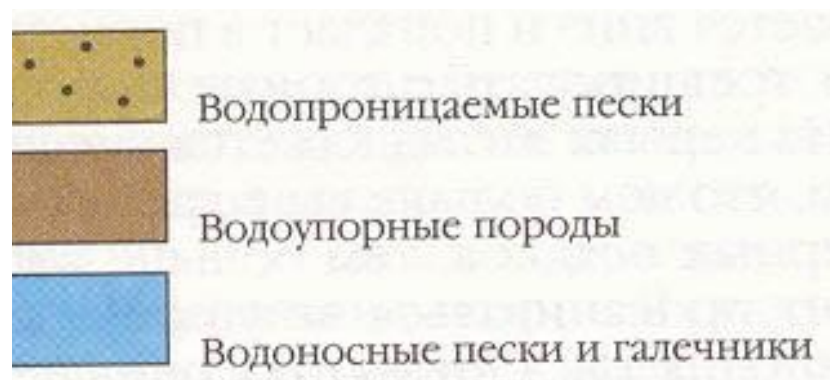 Водопроницаемые пески
Водоупорные породы
Водоносные пески и галечники